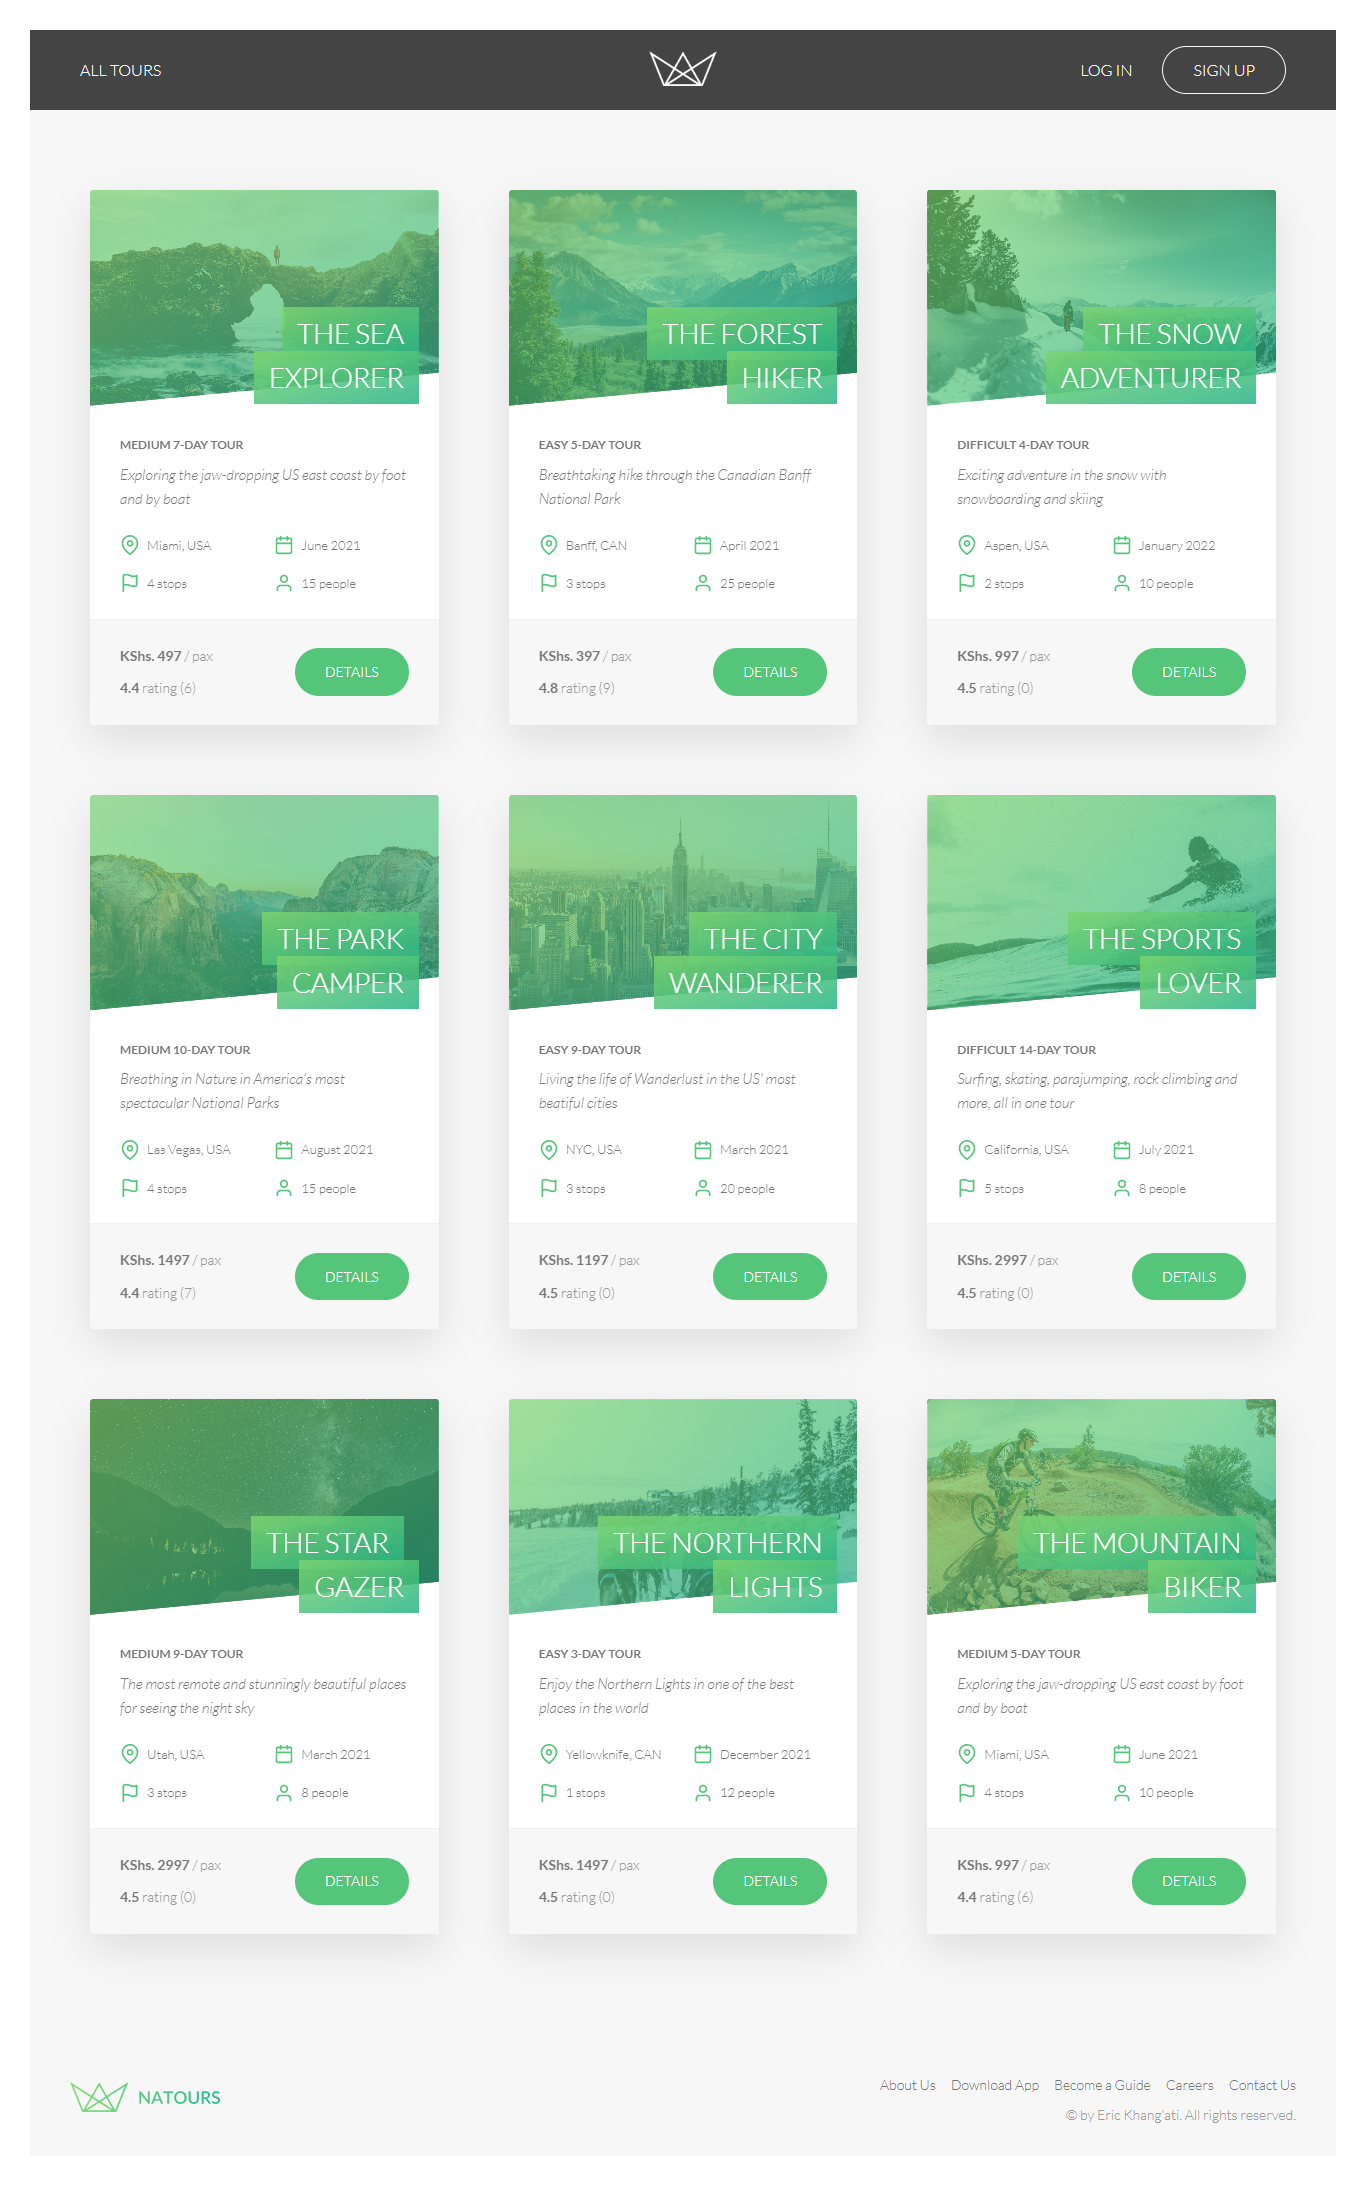 ALL TOURS
LOG IN
SIGN UP
THE SEA
EXPLORER
MEDIUM 7-DAY TOUR
Exploring the jaw-dropping US east coast by foot
and by boat
Miami, USA
June 2021
4 stops
15 people
KShs. 497 / pax
4.4 rating (6)
DETAILS
THE FOREST
HIKER
EASY 5-DAY TOUR
Breathtaking hike through the Canadian Banff
National Park
Banff, CAN
April 2021
3 stops
25 people
KShs. 397 / pax
4.8 rating (9)
DETAILS
THE SNOW
ADVENTURER
DIFFICULT 4-DAY TOUR
Exciting adventure in the snow with
snowboarding and skiing
Aspen, USA
January 2022
2 stops
10 people
KShs. 997 / pax
4.5 rating (0)
DETAILS
THE PARK
CAMPER
MEDIUM 10-DAY TOUR
Breathing in Nature in America's most
spectacular National Parks
Las Vegas, USA
August 2021
4 stops
15 people
KShs. 1497 / pax
4.4 rating (7)
DETAILS
THE CITY
WANDERER
EASY 9-DAY TOUR
Living the life of Wanderlust in the US' most
beatiful cities
NYC, USA
March 2021
3 stops
20 people
KShs. 1197 / pax
4.5 rating (0)
DETAILS
THE SPORTS
LOVER
DIFFICULT 14-DAY TOUR
Surfing, skating, parajumping, rock climbing and
more, all in one tour
California, USA
July 2021
5 stops
8 people
KShs. 2997 / pax
4.5 rating (0)
DETAILS
THE STAR
GAZER
MEDIUM 9-DAY TOUR
The most remote and stunningly beautiful places
for seeing the night sky
Utah, USA
March 2021
3 stops
8 people
KShs. 2997 / pax
4.5 rating (0)
DETAILS
THE NORTHERN
LIGHTS
EASY 3-DAY TOUR
Enjoy the Northern Lights in one of the best
places in the world
Yellowknife, CAN
December 2021
1 stops
12 people
KShs. 1497 / pax
4.5 rating (0)
DETAILS
THE MOUNTAIN
BIKER
MEDIUM 5-DAY TOUR
Exploring the jaw-dropping US east coast by foot
and by boat
Miami, USA
June 2021
4 stops
10 people
KShs. 997 / pax
4.4 rating (6)
DETAILS
NATOURS
About Us
Download App
Become a Guide
Careers
Contact Us
© by Eric Khang'ati. All rights reserved.